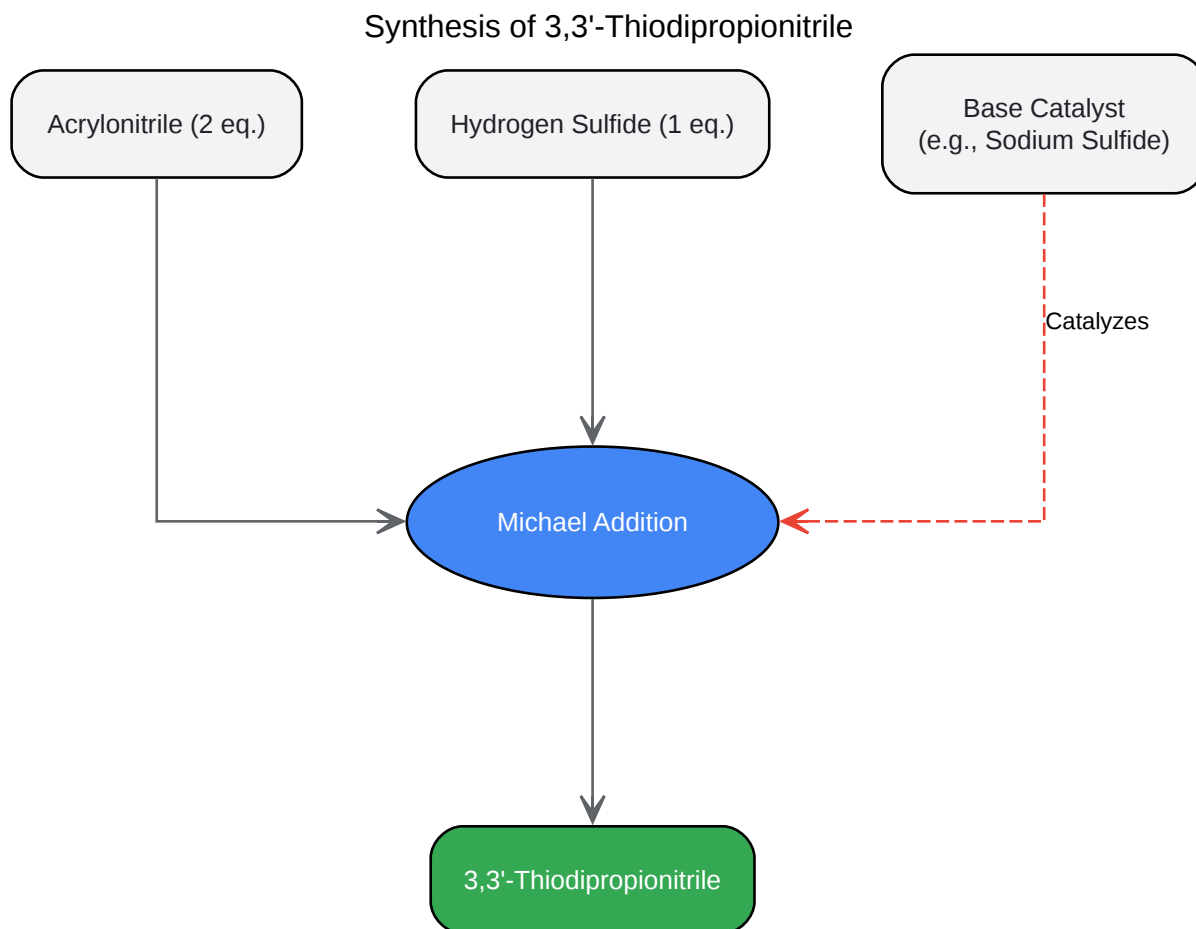 Synthesis of 3,3'-Thiodipropionitrile
Acrylonitrile (2 eq.)
Hydrogen Sulfide (1 eq.)
Base Catalyst
(e.g., Sodium Sulfide)
Catalyzes
Michael Addition
3,3'-Thiodipropionitrile